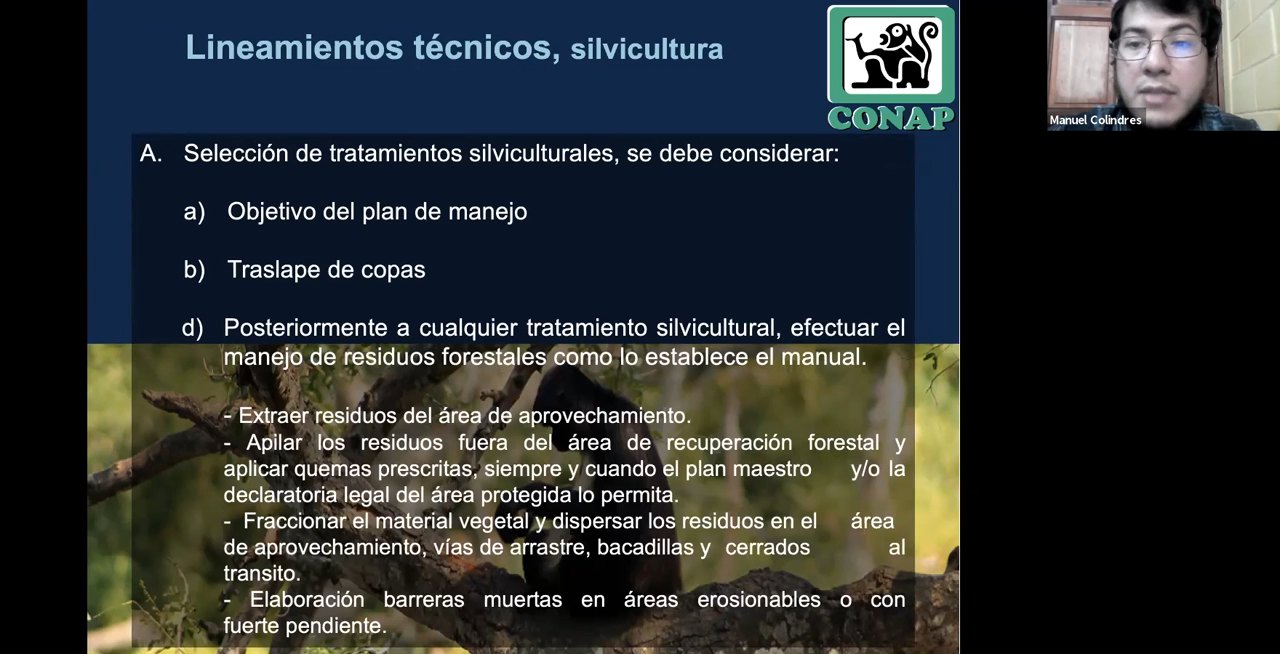 Lineamientos técnicos, silvicultura
CONAP
Manuel Colindres
A. Selección de tratamientos silviculturales, se debe considerar:
a) Objetivo del plan de manejo
b) Traslape de copas
d) Posteriormente a cualquier tratamiento silvicultural, efectuar el
manejo de residuos forestales como lo establece el manual.
- Extraer residuos del área de aprovechamiento.
- Apilar los residuos fuera del área de recuperación forestal y
aplicar quemas prescritas, siempre y cuando el plan maestro y/o la
declaratoria legal del área protegida lo permita.
- Fraccionar el material vegetal y dispersar los residuos en el área
de aprovechamiento, vías de arrastre, bacadillas y cerrados al
transito.
- Elaboración barreras muertas en áreas erosionables o con
fuerte pendiente.